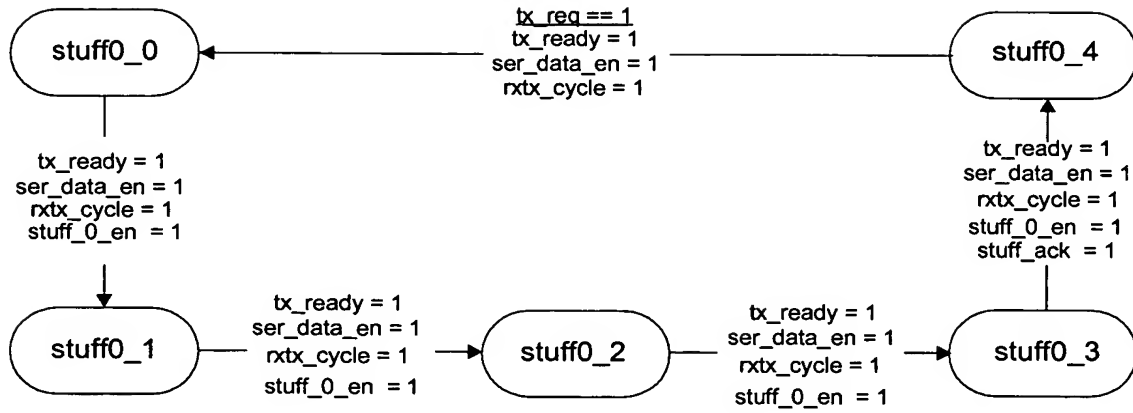 stuff0_0
tx_req == 1
tx_ready = 1
ser_data_en = 1
rxtx_cycle = 1
stuff0_4
tx_ready = 1
ser_data_en = 1
rxtx_cycle = 1
stuff_0_en = 1
tx_ready = 1
ser_data_en = 1
rxtx_cycle = 1
stuff_0_en = 1
stuff_ack = 1
stuff0_1
tx_ready = 1
ser_data_en = 1
rxtx_cycle = 1
stuff_0_en = 1
stuff0_2
tx_ready = 1
ser_data_en = 1
rxtx_cycle = 1
stuff_0_en = 1
stuff0_3